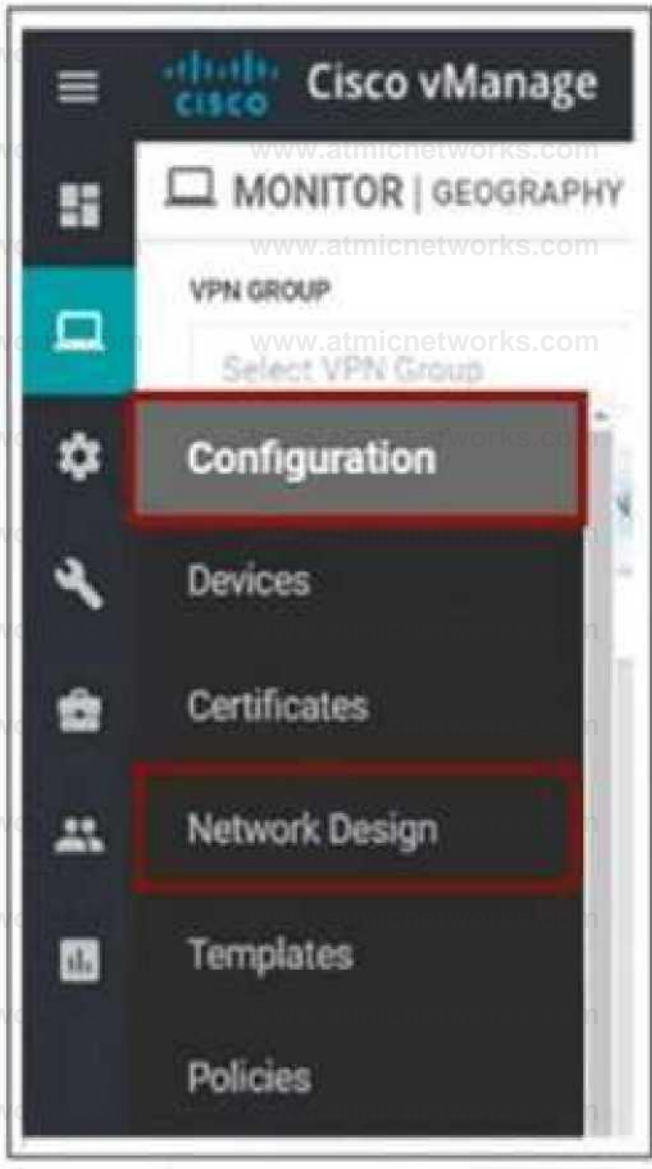 CISCO Cisco vManage
www.atmicnetworks.com
MONITOR | GEOGRAPHY
www.atmicnetworks.com
VPN GROUP
www.atmicnetworks.com
Select VPN Group
Configuration
Devices
Certificates
Network Design
Templates
Policies